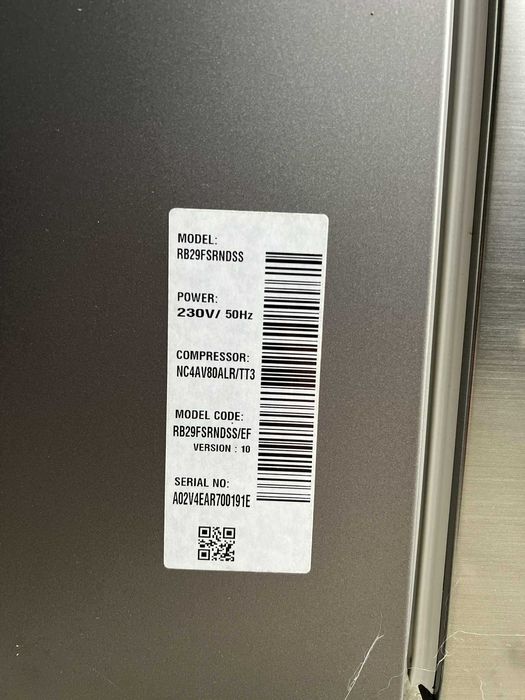 MODEL:
RB29FSRNDSS
POWER:
230V/ 50Hz
COMPRESSOR:
NC4AV80ALR/TT3
MODEL CODE:
RB29FSRNDSS/EF
VERSION : 10
SERIAL NO:
A02V4EAR700191E